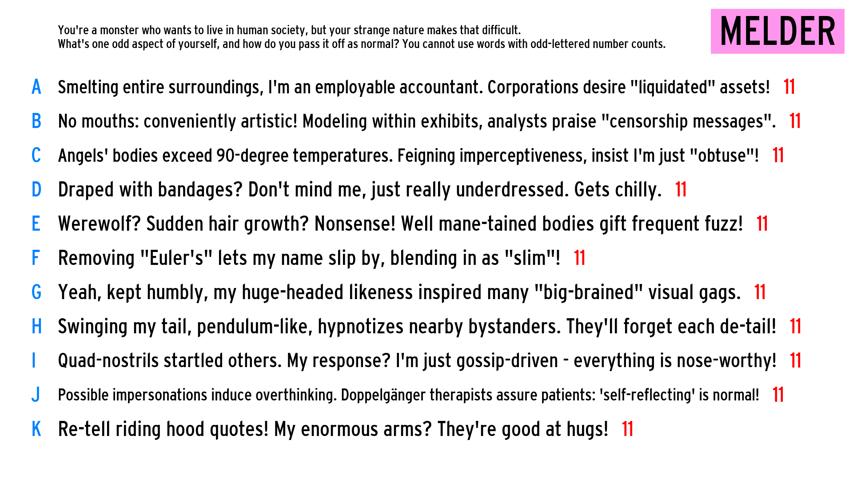 You're a monster who wants to live in human society, but your strange nature makes that difficult.
What's one odd aspect of yourself, and how do you pass it off as normal? You cannot use words with odd-lettered number counts.
MELDER
A Smelting entire surroundings, I'm an employable accountant. Corporations desire "liquidated" assets! 11
B No mouths: conveniently artistic! Modeling within exhibits, analysts praise "censorship messages". 11
C Angels' bodies exceed 90-degree temperatures. Feigning imperceptiveness, insist I'm just "obtuse"! 11
D Draped with bandages? Don't mind me, just really underdressed. Gets chilly. 11
E Werewolf? Sudden hair growth? Nonsense! Well mane-tained bodies gift frequent fuzz! 11
F Removing "Euler's" lets my name slip by, blending in as "slim"! 11
G Yeah, kept humbly, my huge-headed likeness inspired many "big-brained" visual gags. 11
H Swinging my tail, pendulum-like, hypnotizes nearby bystanders. They'll forget each de-tail! 11
I Quad-nostrils startled others. My response? I'm just gossip-driven - everything is nose-worthy! 11
J Possible impersonations induce overthinking. Doppelgänger therapists assure patients: 'self-reflecting' is normal! 11
K Re-tell riding hood quotes! My enormous arms? They're good at hugs! 11